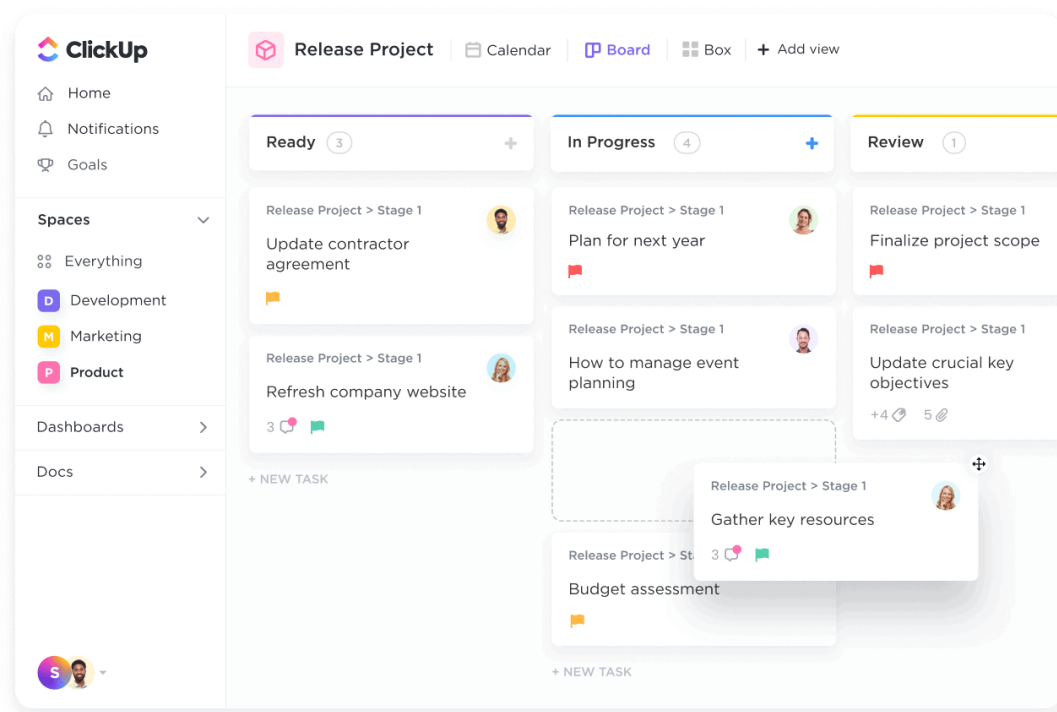 ClickUp
Home
Notifications
Goals
Spaces
Everything
D Development
M Marketing
P Product
Dashboards
Docs
S
Release Project
Calendar
Board
Box
+ Add view
Ready 3 +
Release Project > Stage 1
Update contractor
agreement
Release Project > Stage 1
Refresh company website
3
+ NEW TASK
In Progress 4 +
Release Project > Stage 1
Plan for next year
Release Project > Stage 1
How to manage event
planning
Release Project > Stage 1
Gather key resources
3
Release Project > St
Budget assessment
+ NEW TASK
Review 1
Release Project > Stage 1
Finalize project scope
Release Project > Stage 1
Update crucial key
objectives
+4 5